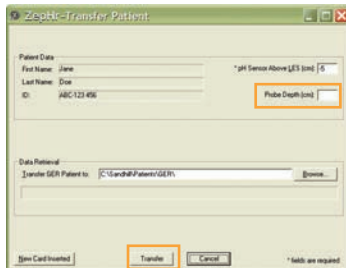 ZepHr-Transfer Patient
Patient Data
First Name: Jane
* pH Sensor Above LES (cm): -5
Last Name: Doe
ID: ABC-123 456
Probe Depth (cm):
Data Retrieval
Transfer GER Patient to: C:\Sandhill\Patients\GER\
Browse...
New Card Inserted
Transfer
Cancel
* fields are required